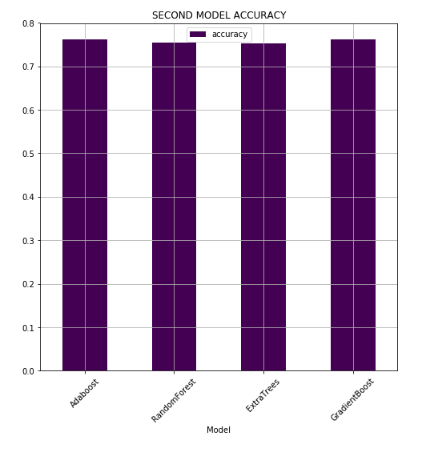 SECOND MODEL ACCURACY
accuracy
0.8
0.7
0.6
0.5
0.4
0.3
0.2
0.1
0.0
Adaboost
RandomForest
ExtraTrees
GradientBoost
Model